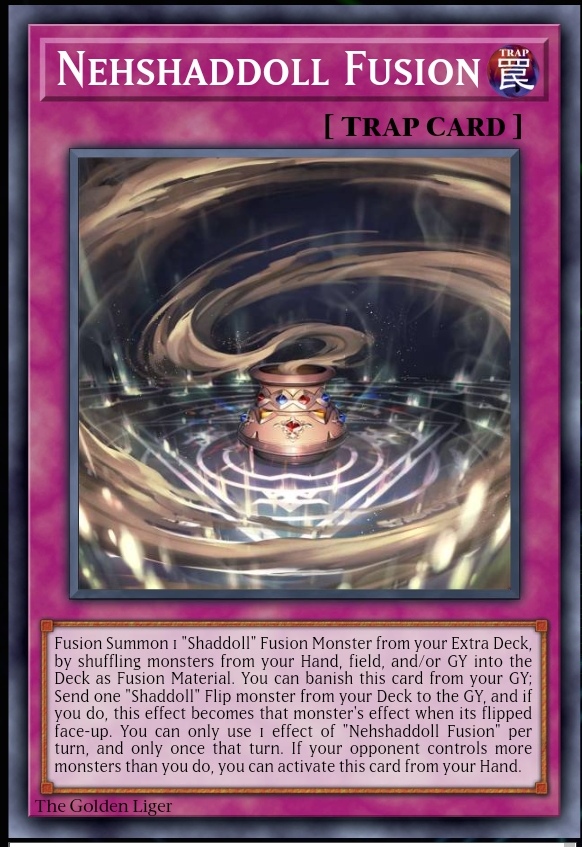 Nehshaddoll Fusion
TRAP
罠
[ Trap Card ]
Fusion Summon 1 "Shaddoll" Fusion Monster from your Extra Deck,
by shuffling monsters from your Hand, field, and/or GY into the
Deck as Fusion Material. You can banish this card from your GY;
Send one "Shaddoll" Flip monster from your Deck to the GY, and if
you do, this effect becomes that monster's effect when its flipped
face-up. You can only use 1 effect of "Nehshaddoll Fusion" per
turn, and only once that turn. If your opponent controls more
monsters than you do, you can activate this card from your Hand.
The Golden Liger